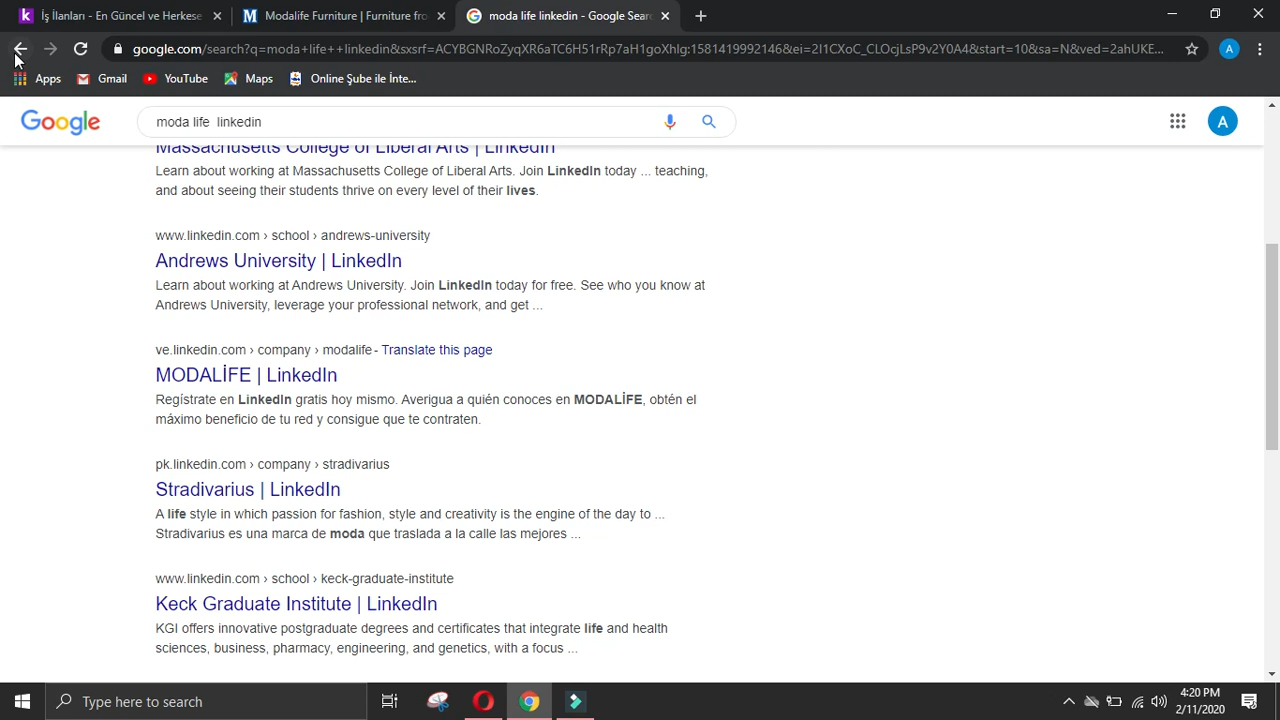 İş İlanları - En Güncel ve Herkese
Modalife Furniture | Furniture fro
moda life linkedin - Google Sear
google.com/search?q=moda+life++linkedin&sxsrf=ACYBGNRoZyqXR6aTC6H51rRp7aH1goXhlg:1581419992146&ei=2I1CXoC_CLOcjLsP9v2Y0A4&start=10&sa=N&ved=2ahUKE...
A
Apps
Gmail
YouTube
Maps
Online Şube ile İnte...
Google
moda life linkedin
A
Massachusetts College of Liberal Arts | LinkedIn
Learn about working at Massachusetts College of Liberal Arts. Join LinkedIn today ... teaching,
and about seeing their students thrive on every level of their lives.
www.linkedin.com › school › andrews-university
Andrews University | LinkedIn
Learn about working at Andrews University. Join LinkedIn today for free. See who you know at
Andrews University, leverage your professional network, and get ...
ve.linkedin.com › company › modalife - Translate this page
MODALİFE | LinkedIn
Regístrate en LinkedIn gratis hoy mismo. Averigua a quién conoces en MODALİFE, obtén el
máximo beneficio de tu red y consigue que te contraten.
pk.linkedin.com › company › stradivarius
Stradivarius | LinkedIn
A life style in which passion for fashion, style and creativity is the engine of the day to ...
Stradivarius es una marca de moda que traslada a la calle las mejores ...
www.linkedin.com › school › keck-graduate-institute
Keck Graduate Institute | LinkedIn
KGI offers innovative postgraduate degrees and certificates that integrate life and health
sciences, business, pharmacy, engineering, and genetics, with a focus ...
Type here to search
4:20 PM
2/11/2020